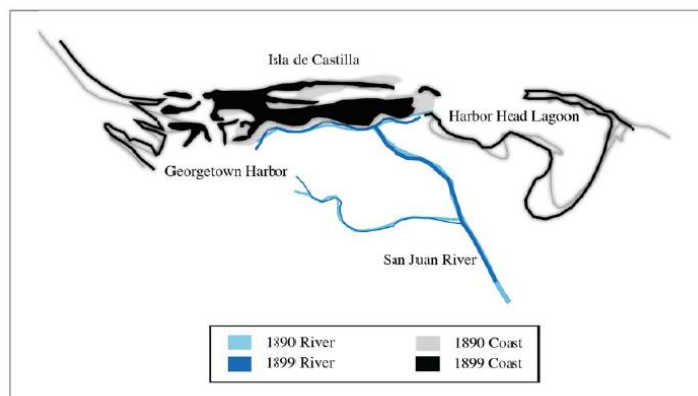 Isla de Castilla
Harbor Head Lagoon
Georgetown Harbor
San Juan River
1890 River
1890 Coast
1899 River
1899 Coast